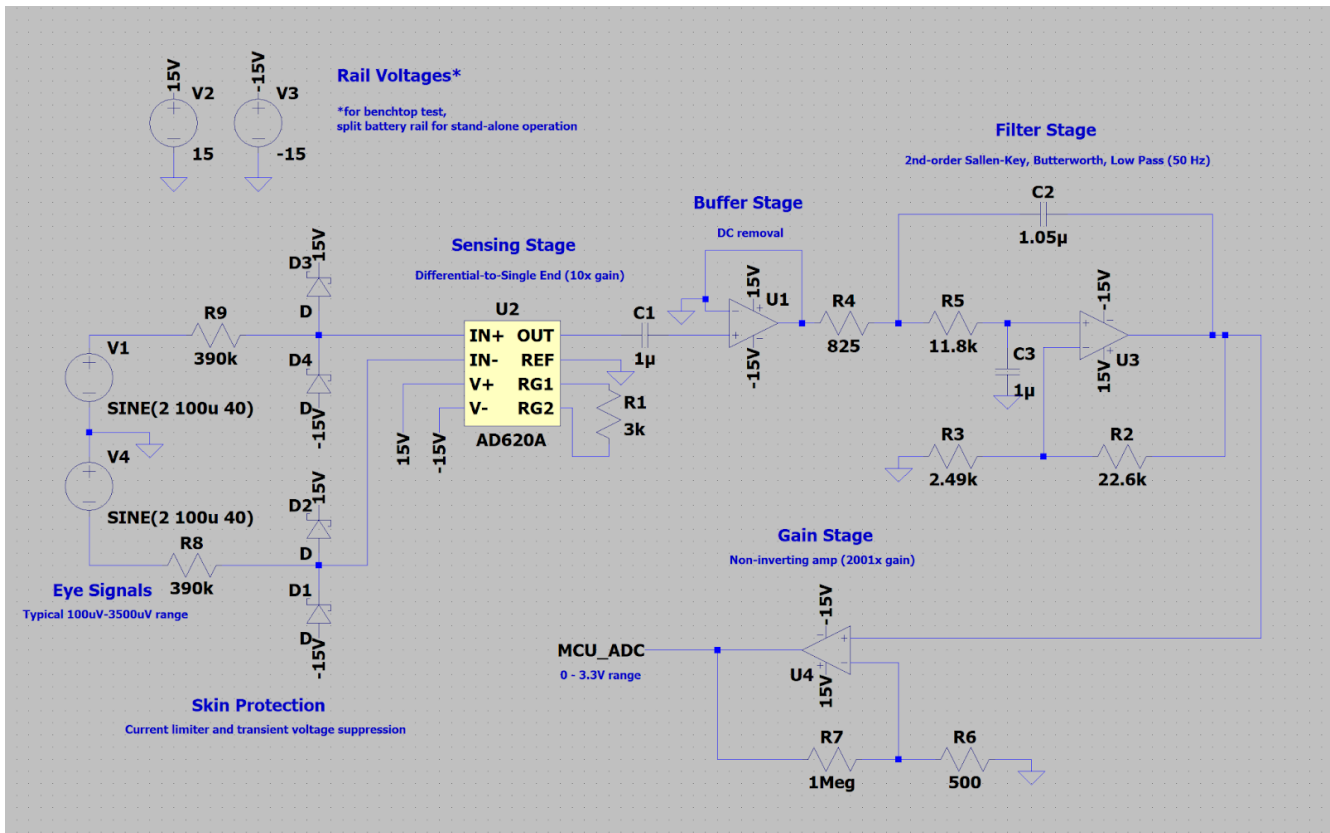 15V
V2
15
-15V
V3
-15
Rail Voltages*
*for benchtop test,
split battery rail for stand-alone operation
Filter Stage
2nd-order Sallen-Key, Butterworth, Low Pass (50 Hz)
C2
1.05µ
Buffer Stage
DC removal
Sensing Stage
Differential-to-Single End (10x gain)
U2
IN+ OUT
IN- REF
V+ RG1
V- RG2
AD620A
15V
-15V
R1
3k
C1
1µ
15V
U1
-15V
R4
825
R5
11.8k
C3
1µ
-15V
U3
15V
R3
2.49k
R2
22.6k
15V
D3
D
D4
D
-15V
R9
390k
V1
SINE(2 100u 40)
V4
SINE(2 100u 40)
R8
390k
15V
D2
D
D1
D
-15V
Eye Signals
Typical 100uV-3500uV range
Skin Protection
Current limiter and transient voltage suppression
Gain Stage
Non-inverting amp (2001x gain)
-15V
U4
15V
MCU_ADC
0 - 3.3V range
R7
1Meg
R6
500